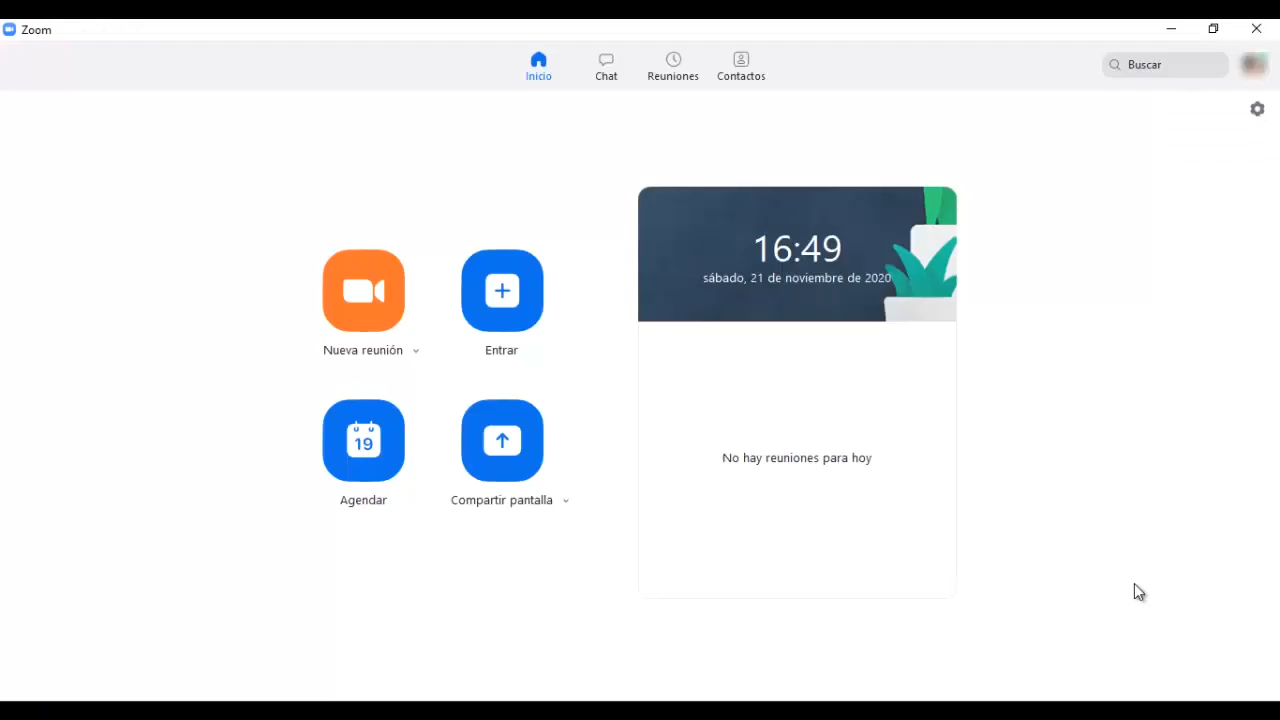 Zoom
Inicio
Chat
Reuniones
Contactos
Buscar
16:49
sábado, 21 de noviembre de 2020
Nueva reunión
Entrar
19
Agendar
Compartir pantalla
No hay reuniones para hoy